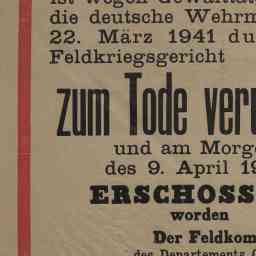 ist wegen Gewalttat
die deutsche Wehrm
22. März 1941 du
Feldkriegsgericht
zum Tode veru
und am Morge
des 9. April 19
ERSCHOSS
worden
Der Feldkom
des Departements